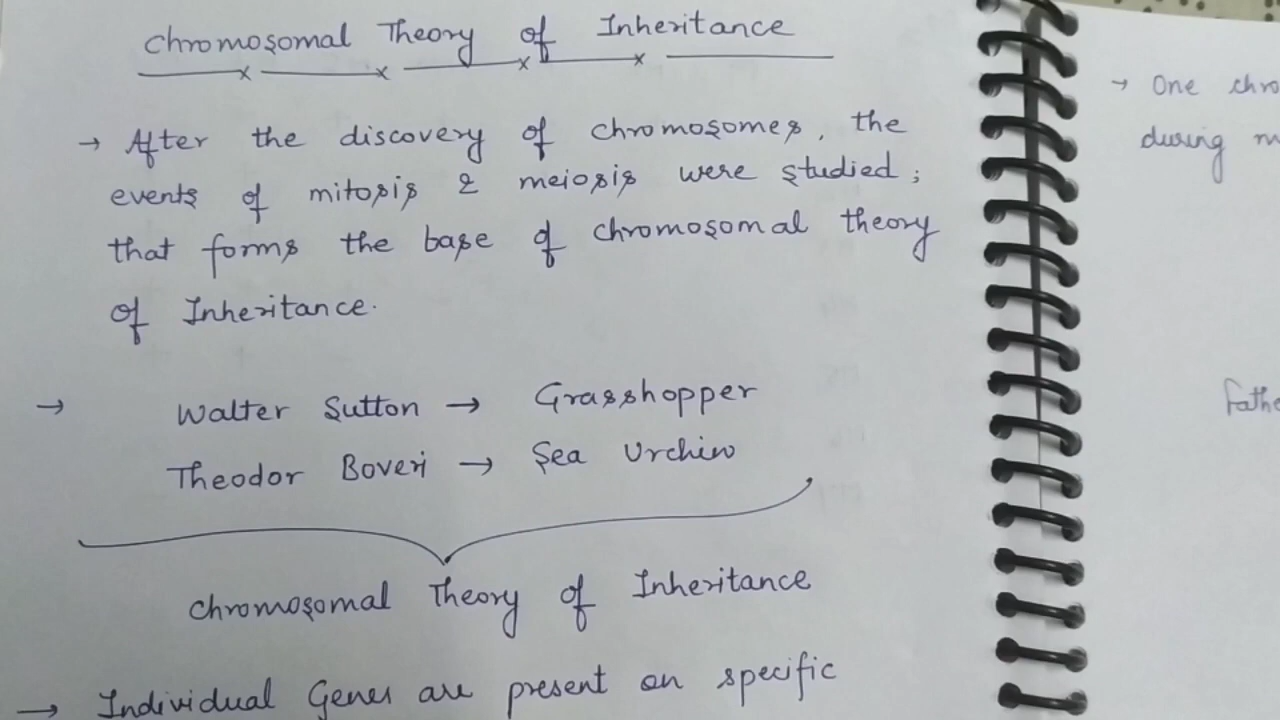 Chromosomal Theory of Inheritance
→ After the discovery of chromosomes, the
events of mitosis & meiosis were studied;
that forms the base of chromosomal theory
of Inheritance.
→ Walter Sutton → Grasshopper
Theodor Boveri → Sea Urchin
Chromosomal Theory of Inheritance
→ Individual Genes are present on specific
→ One chro
during m
Fathe